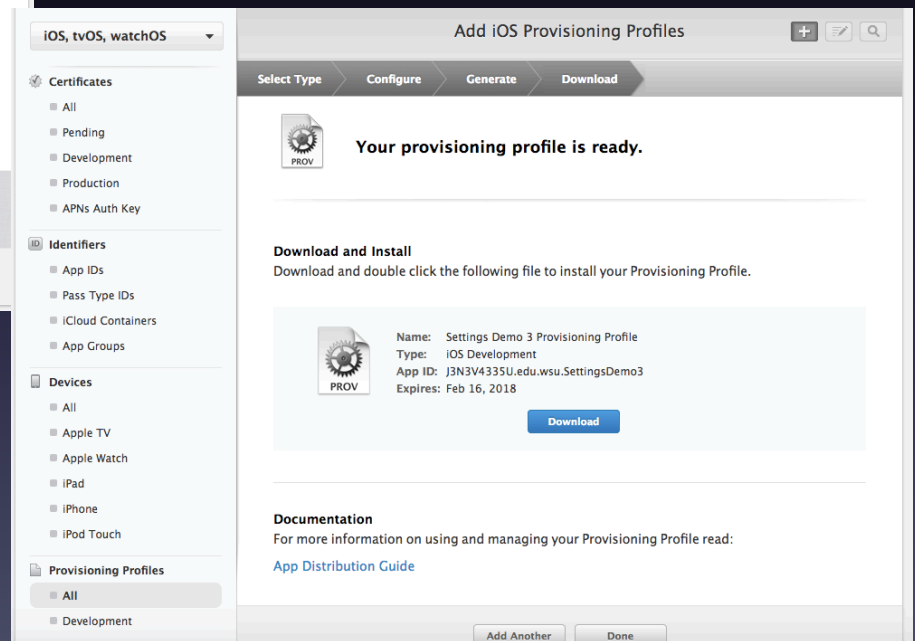 iOS, tvOS, watchOS
Certificates
All
Pending
Development
Production
APNs Auth Key
ID Identifiers
App IDs
Pass Type IDs
iCloud Containers
App Groups
Devices
All
Apple TV
Apple Watch
iPad
iPhone
iPod Touch
Provisioning Profiles
All
Development
Add iOS Provisioning Profiles
Select Type Configure Generate Download
PROV
Your provisioning profile is ready.
Download and Install
Download and double click the following file to install your Provisioning Profile.
PROV
Name: Settings Demo 3 Provisioning Profile
Type: iOS Development
App ID: J3N3V4335U.edu.wsu.SettingsDemo3
Expires: Feb 16, 2018
Download
Documentation
For more information on using and managing your Provisioning Profile read:
App Distribution Guide
Add Another Done